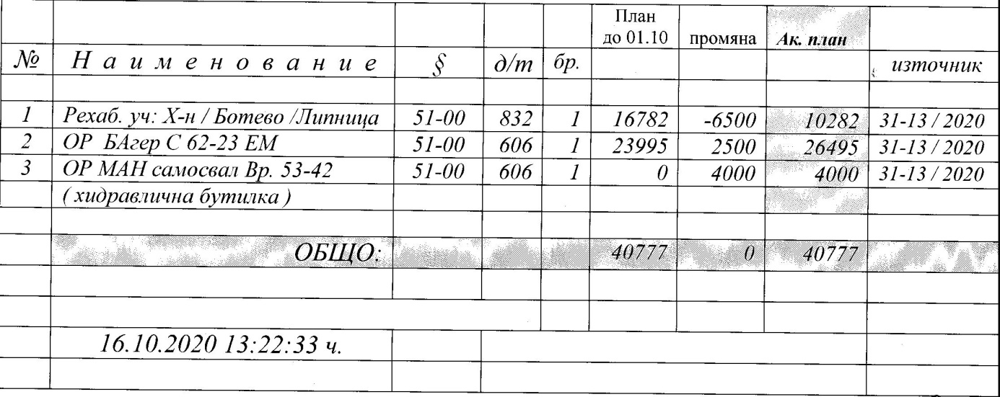 План
до 01.10 промяна Ак. план
№ Наименование § д/т бр. източник
1 Рехаб. уч: Х-н / Ботево /Липница 51-00 832 1 16782 -6500 10282 31-13 / 2020
2 ОР БАгер С 62-23 ЕМ 51-00 606 1 23995 2500 26495 31-13 / 2020
3 ОР МАН самосвал Вр. 53-42 51-00 606 1 0 4000 4000 31-13 / 2020
( хидравлична бутилка )
ОБЩО: 40777 0 40777
16.10.2020 13:22:33 ч.